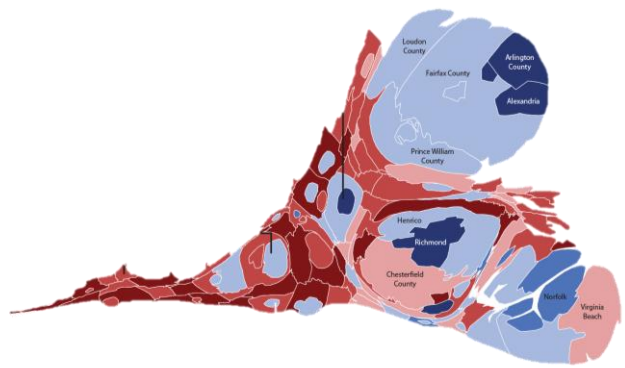 Loudon
County
Arlington
County
Fairfax County
Alexandria
Prince William
County
Henrico
Richmond
Chesterfield
County
Norfolk
Virginia
Beach